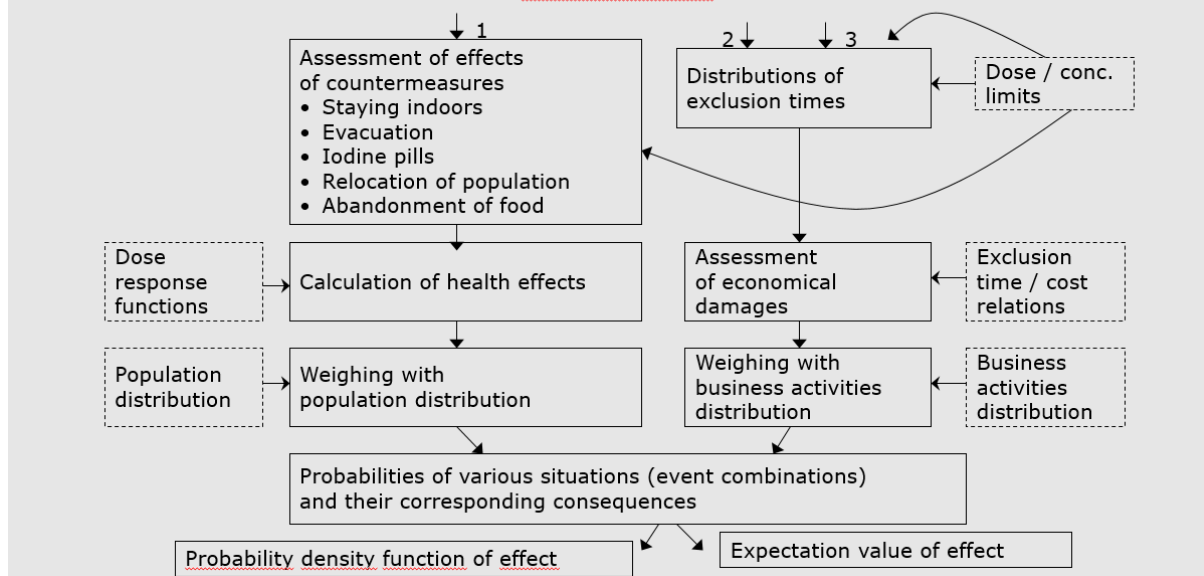 1
2
3
Assessment of effects
of countermeasures
• Staying indoors
• Evacuation
• Iodine pills
• Relocation of population
• Abandonment of food
Distributions of
exclusion times
Dose / conc.
limits
Dose
response
functions
Calculation of health effects
Assessment
of economical
damages
Exclusion
time / cost
relations
Population
distribution
Weighing with
population distribution
Weighing with
business activities
distribution
Business
activities
distribution
Probabilities of various situations (event combinations)
and their corresponding consequences
Probability density function of effect
Expectation value of effect